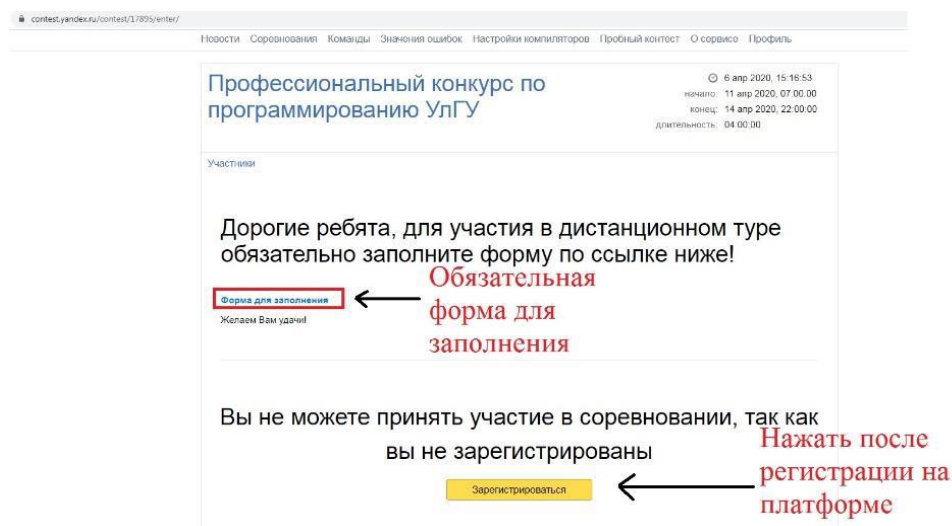 contest.yandex.ru/contest/17895/enter/
Новости Соревнования Команды Значения ошибок Настройки компиляторов Пробный контест О сервисе Профиль
Профессиональный конкурс по
программированию УлГУ
6 апр 2020, 15:16:53
начало: 11 апр 2020, 07:00:00
конец: 14 апр 2020, 22:00:00
длительность: 04:00:00
Участники
Дорогие ребята, для участия в дистанционном туре
обязательно заполните форму по ссылке ниже!
Форма для заполнения
Обязательная
форма для
заполнения
Желаем Вам удачи!
Вы не можете принять участие в соревновании, так как
вы не зарегистрированы
Зарегистрироваться
Нажать после
регистрации на
платформе